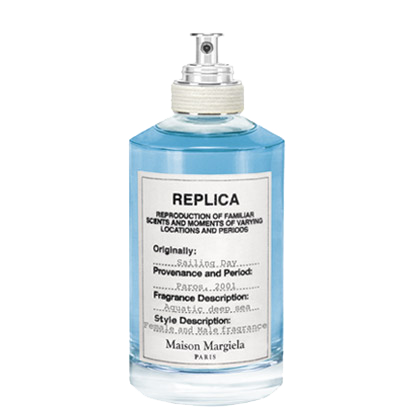 REPLICA
REPRODUCTION OF FAMILIAR
SCENTS AND MOMENTS OF VARYING
LOCATIONS AND PERIODS
Originally:
Sailing Day
Provenance and Period:
Paros, 2001
Fragrance Description:
Aquatic deep sea
Style Description:
Female and Male fragrance
Maison Margiela
PARIS